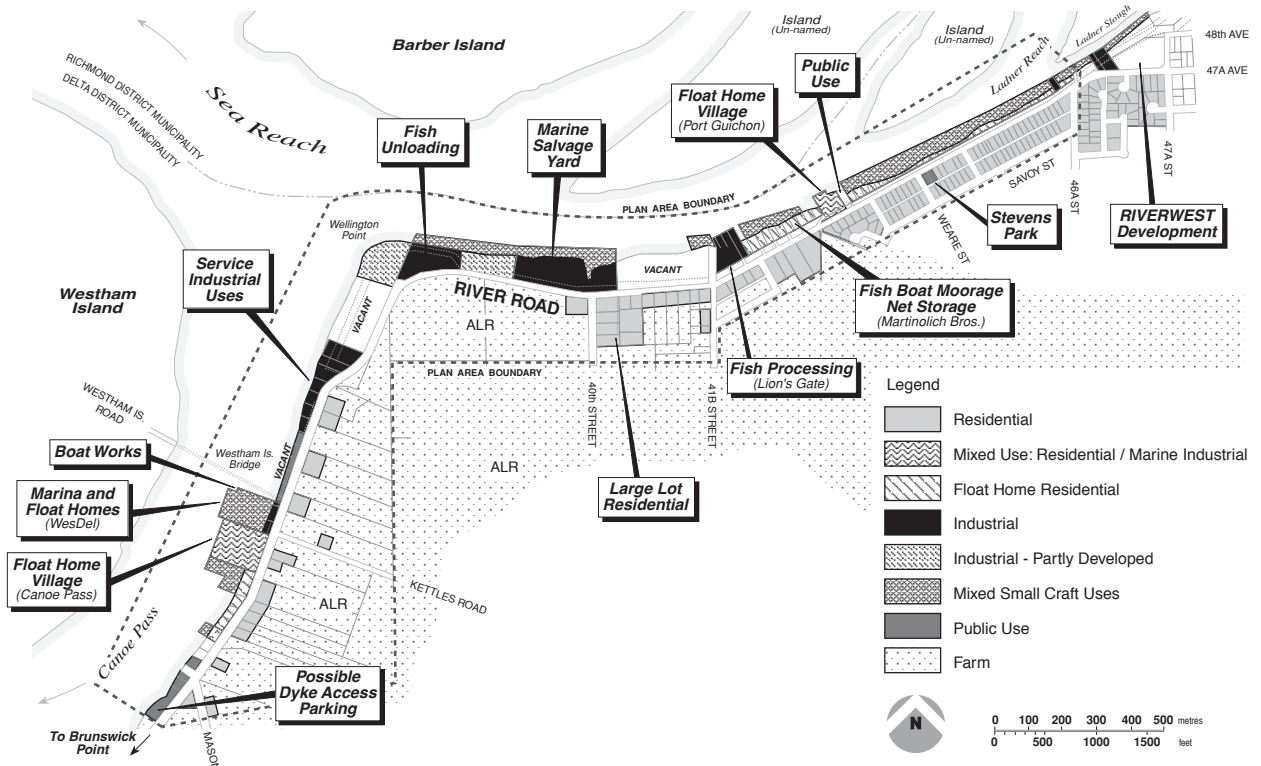 Barber Island
Island
(Un-named)
Island
(Un-named)
Ladner Reach
Ladner Slough
48th AVE
47A AVE
RICHMOND DISTRICT MUNICIPALITY
DELTA DISTRICT MUNICIPALITY
Sea Reach
Fish
Unloading
Marine
Salvage
Yard
Float Home
Village
(Port Guichon)
Public
Use
PLAN AREA BOUNDARY
SAVOY ST
46A ST
47A ST
WEARE ST
Stevens
Park
RIVERWEST
Development
Wellington
Point
Service
Industrial
Uses
Westham
Island
VACANT
RIVER ROAD
ALR
VACANT
Fish Boat Moorage
Net Storage
(Martinolich Bros.)
Fish Processing
(Lion's Gate)
PLAN AREA BOUNDARY
40th STREET
41B STREET
WESTHAM IS.
ROAD
Boat Works
Westham Is.
Bridge
VACANT
ALR
Large Lot
Residential
Marina and
Float Homes
(WesDel)
Float Home
Village
(Canoe Pass)
ALR
KETTLES ROAD
Canoe Pass
Possible
Dyke Access
Parking
To Brunswick
Point
MASON
Legend
Residential
Mixed Use: Residential / Marine Industrial
Float Home Residential
Industrial
Industrial - Partly Developed
Mixed Small Craft Uses
Public Use
Farm
N
0 100 200 300 400 500 metres
0 500 1000 1500 feet